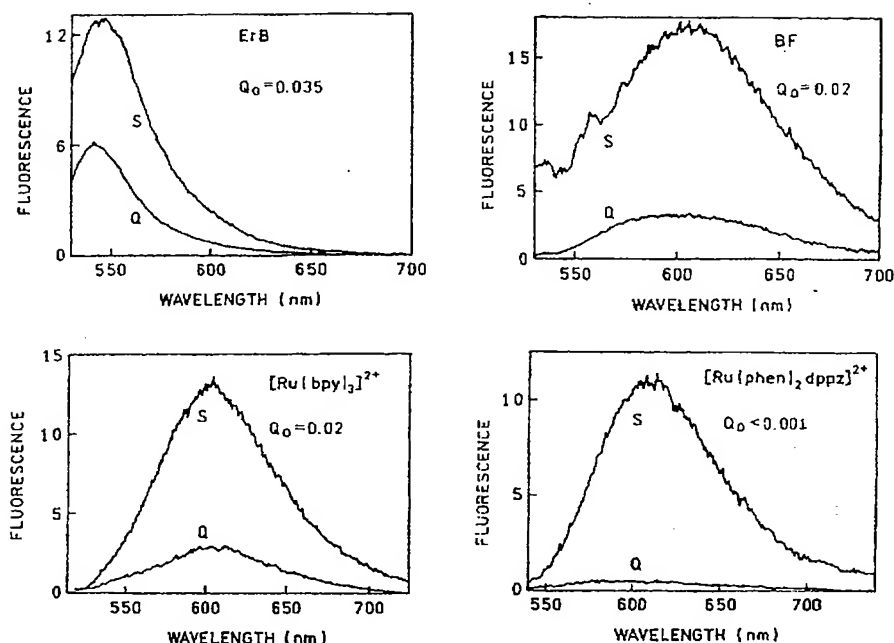 ErB
Q₀=0.035
12
6
0
S
Q
FLUORESCENCE
550 600 650 700
WAVELENGTH (nm)
BF
Q₀=0.02
15
10
5
0
S
Q
FLUORESCENCE
550 600 650 700
WAVELENGTH (nm)
[Ru(bpy)₃]²⁺
Q₀=0.02
15
10
5
0
S
Q
FLUORESCENCE
550 600 650 700
WAVELENGTH (nm)
[Ru(phen)₂dppz]²⁺
Q₀<0.001
10
5
0
S
Q
FLUORESCENCE
550 600 650 700
WAVELENGTH (nm)